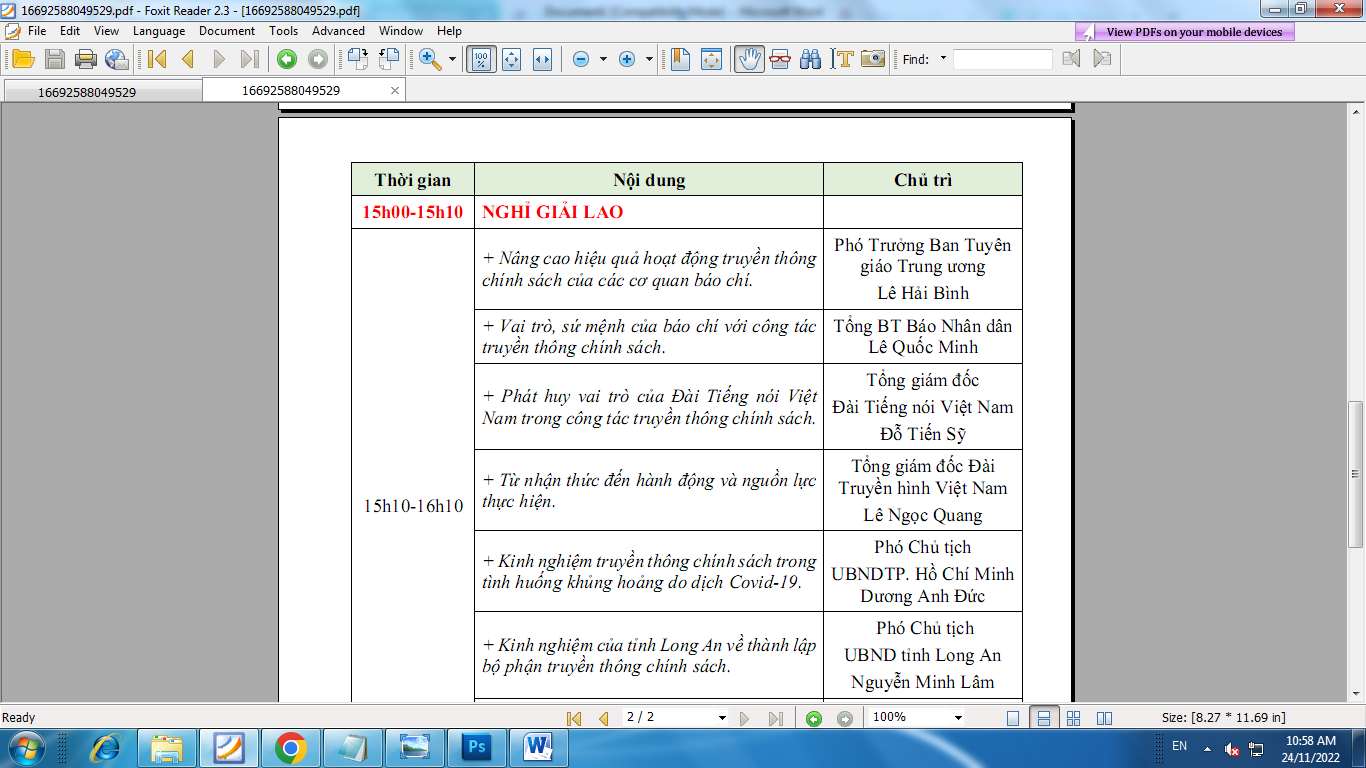 16692588049529.pdf - Foxit Reader 2.3 - [16692588049529.pdf]
File Edit View Language Document Tools Advanced Window Help
View PDFs on your mobile devices
100 %
Find:
16692588049529
16692588049529
Thời gian
Nội dung
Chủ trì
15h00-15h10
NGHỈ GIẢI LAO
15h10-16h10
+ Nâng cao hiệu quả hoạt động truyền thông
chính sách của các cơ quan báo chí.
Phó Trưởng Ban Tuyên
giáo Trung ương
Lê Hải Bình
+ Vai trò, sứ mệnh của báo chí với công tác
truyền thông chính sách.
Tổng BT Báo Nhân dân
Lê Quốc Minh
+ Phát huy vai trò của Đài Tiếng nói Việt
Nam trong công tác truyền thông chính sách.
Tổng giám đốc
Đài Tiếng nói Việt Nam
Đỗ Tiến Sỹ
+ Từ nhận thức đến hành động và nguồn lực
thực hiện.
Tổng giám đốc Đài
Truyền hình Việt Nam
Lê Ngọc Quang
+ Kinh nghiệm truyền thông chính sách trong
tình huống khủng hoảng do dịch Covid-19.
Phó Chủ tịch
UBNDTP. Hồ Chí Minh
Dương Anh Đức
+ Kinh nghiệm của tỉnh Long An về thành lập
bộ phận truyền thông chính sách.
Phó Chủ tịch
UBND tỉnh Long An
Nguyễn Minh Lâm
Ready
2 / 2
100%
Size: [8.27 * 11.69 in]
Ps
W
EN
10:58 AM
24/11/2022